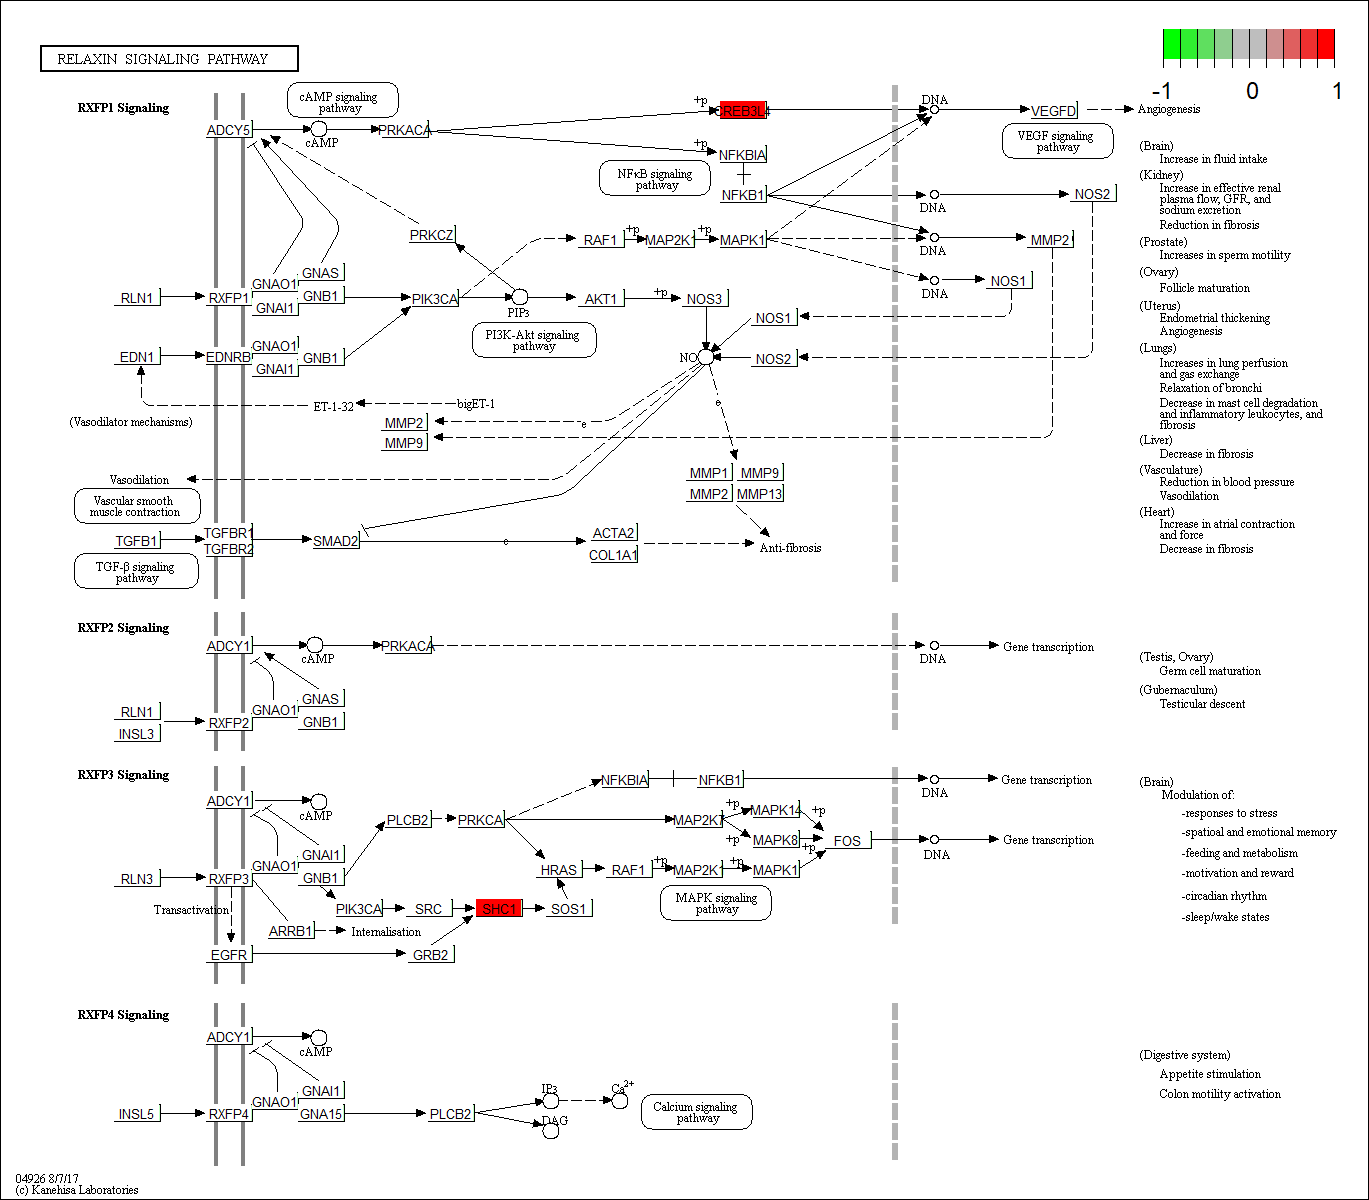 RELAXIN SIGNALING PATHWAY
-1 0 1
RXFP1 Signaling
cAMP signaling
pathway
ADCY5
cAMP
PRKACA
+p
CREB3L4
DNA
VEGFD
Angiogenesis
VEGF signaling
pathway
+p
NFKBIA
NFκB signaling
pathway
NFKB1
DNA
NOS2
PRKCZ
RAF1
+p
MAP2K1
+p
MAPK1
DNA
MMP2
DNA
NOS1
RLN1
RXFP1
GNAO1
GNAS
GNB1
GNAI1
PIK3CA
PIP3
AKT1
+p
NOS3
NOS1
PI3K-Akt signaling
pathway
EDN1
EDNRB
GNAO1
GNB1
GNAI1
NO
NOS2
ET-1-32
bigET-1
e
(Vasodilator mechanisms)
MMP2
e
MMP9
Vasodilation
MMP1
MMP9
MMP2
MMP13
Vascular smooth
muscle contraction
TGFB1
TGFBR1
TGFBR2
SMAD2
e
ACTA2
COL1A1
Anti-fibrosis
TGF-β signaling
pathway
(Brain)
Increase in fluid intake
(Kidney)
Increase in effective renal
plasma flow, GFR, and
sodium excretion
Reduction in fibrosis
(Prostate)
Increases in sperm motility
(Ovary)
Follicle maturation
(Uterus)
Endometrial thickening
Angiogenesis
(Lungs)
Increases in lung perfusion
and gas exchange
Relaxation of bronchi
Decrease in mast cell degradation
and inflammatory leukocytes, and
fibrosis
(Liver)
Decrease in fibrosis
(Vasculature)
Reduction in blood pressure
Vasodilation
(Heart)
Increase in atrial contraction
and force
Decrease in fibrosis
RXFP2 Signaling
ADCY1
cAMP
PRKACA
DNA
Gene transcription
GNAO1
GNAS
GNB1
RLN1
INSL3
RXFP2
(Testis, Ovary)
Germ cell maturation
(Gubernaculum)
Testicular descent
RXFP3 Signaling
ADCY1
cAMP
NFKBIA
NFKB1
DNA
Gene transcription
PLCB2
PRKCA
MAP2K7
+p
MAPK14
+p
+p
MAPK8
+p
FOS
DNA
Gene transcription
GNAO1
GNAI1
GNB1
RLN3
RXFP3
HRAS
RAF1
+p
MAP2K1
+p
MAPK1
MAPK signaling
pathway
Transactivation
PIK3CA
SRC
SHC1
SOS1
ARRB1
Internalisation
EGFR
GRB2
(Brain)
Modulation of:
-responses to stress
-spatioal and emotional memory
-feeding and metabolism
-motivation and reward
-circadian rhythm
-sleep/wake states
RXFP4 Signaling
ADCY1
cAMP
GNAO1
GNAI1
GNA15
INSL5
RXFP4
PLCB2
IP3
Ca2+
DAG
Calcium signaling
pathway
(Digestive system)
Appetite stimulation
Colon motility activation
04926 8/7/17
(c) Kanehisa Laboratories